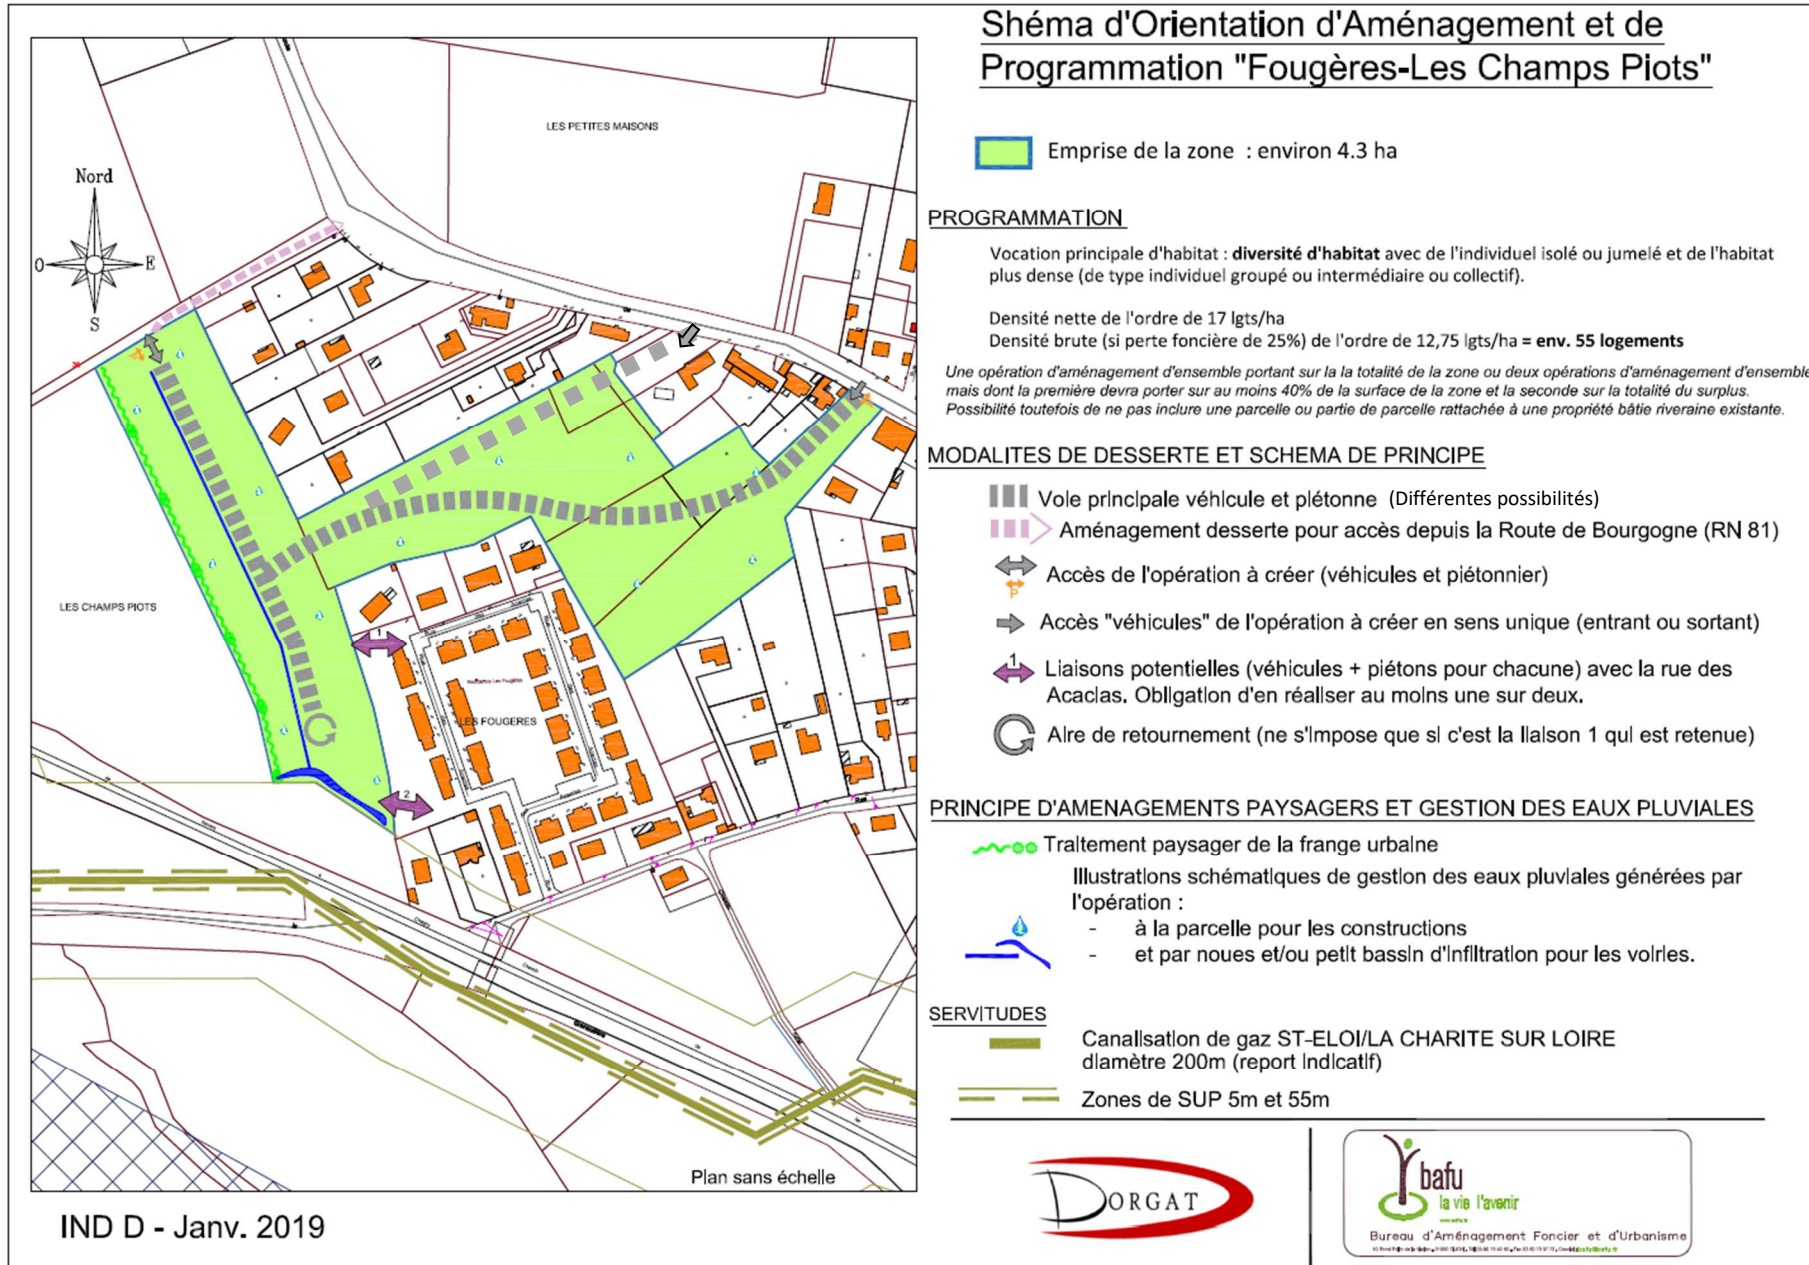 Shéma d'Orientation d'Aménagement et de
Programmation "Fougères-Les Champs Piots"
Emprise de la zone : environ 4.3 ha
PROGRAMMATION
Vocation principale d'habitat : diversité d'habitat avec de l'individuel isolé ou jumelé et de l'habitat
plus dense (de type individuel groupé ou intermédiaire ou collectif).
Densité nette de l'ordre de 17 lgts/ha
Densité brute (si perte foncière de 25%) de l'ordre de 12,75 lgts/ha = env. 55 logements
Une opération d'aménagement d'ensemble portant sur la la totalité de la zone ou deux opérations d'aménagement d'ensemble
mais dont la première devra porter sur au moins 40% de la surface de la zone et la seconde sur la totalité du surplus.
Possibilité toutefois de ne pas inclure une parcelle ou partie de parcelle rattachée à une propriété bâtie riveraine existante.
MODALITES DE DESSERTE ET SCHEMA DE PRINCIPE
Voie principale véhicule et piétonne (Différentes possibilités)
Aménagement desserte pour accès depuis la Route de Bourgogne (RN 81)
P
Accès de l'opération à créer (véhicules et piétonnier)
Accès "véhicules" de l'opération à créer en sens unique (entrant ou sortant)
1
Liaisons potentielles (véhicules + piétons pour chacune) avec la rue des
Acacias. Obligation d'en réaliser au moins une sur deux.
Aire de retournement (ne s'impose que si c'est la liaison 1 qui est retenue)
PRINCIPE D'AMENAGEMENTS PAYSAGERS ET GESTION DES EAUX PLUVIALES
Traitement paysager de la frange urbaine
Illustrations schématiques de gestion des eaux pluviales générées par
l'opération :
- à la parcelle pour les constructions
- et par noues et/ou petit bassin d'infiltration pour les voiries.
SERVITUDES
Canalisation de gaz ST-ELOI/LA CHARITE SUR LOIRE
diamètre 200m (report indicatif)
Zones de SUP 5m et 55m
DORGAT
bafu
la vie l'avenir
Bureau d'Aménagement Foncier et d'Urbanisme
Nord
O
E
S
LES PETITES MAISONS
LES CHAMPS PIOTS
1
Résidence Les Fougères
LES FOUGERES
2
Rue
Chemin
Plan sans échelle
IND D - Janv. 2019